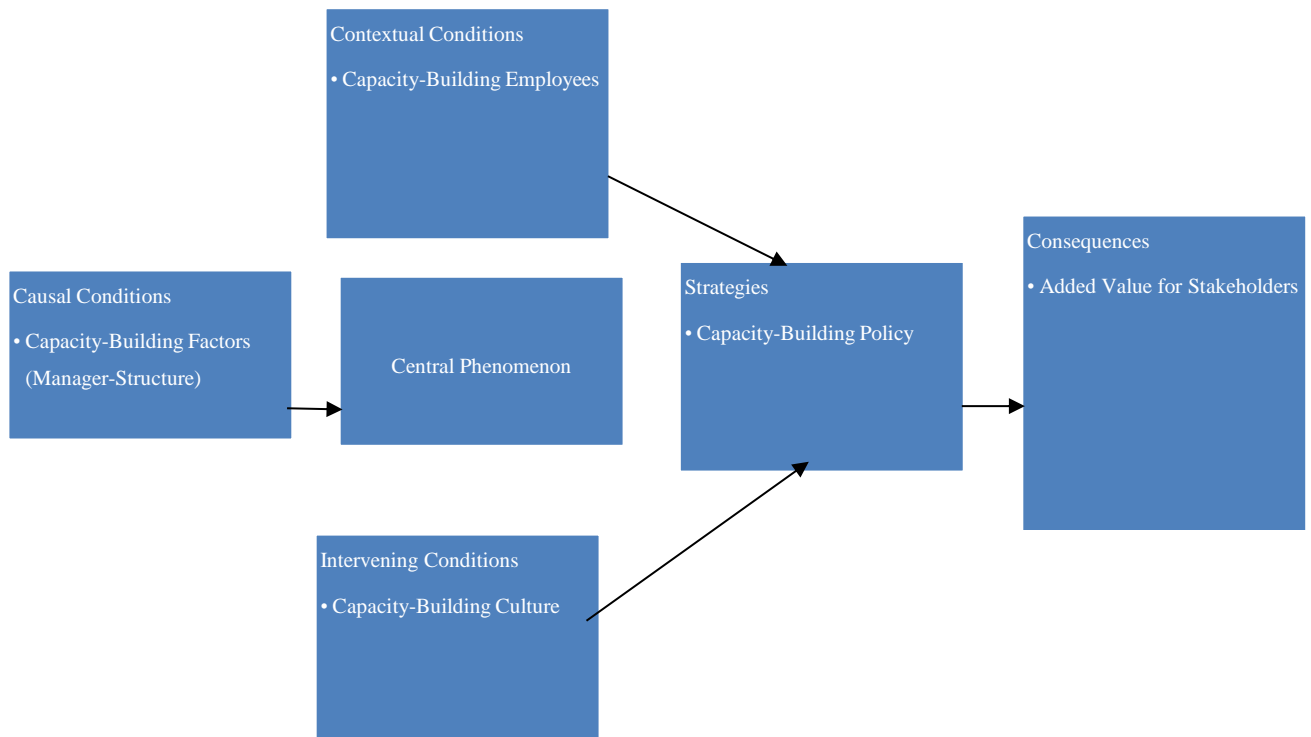 Contextual Conditions
• Capacity-Building Employees
Causal Conditions
• Capacity-Building Factors
(Manager-Structure)
Central Phenomenon
Intervening Conditions
• Capacity-Building Culture
Strategies
• Capacity-Building Policy
Consequences
• Added Value for Stakeholders